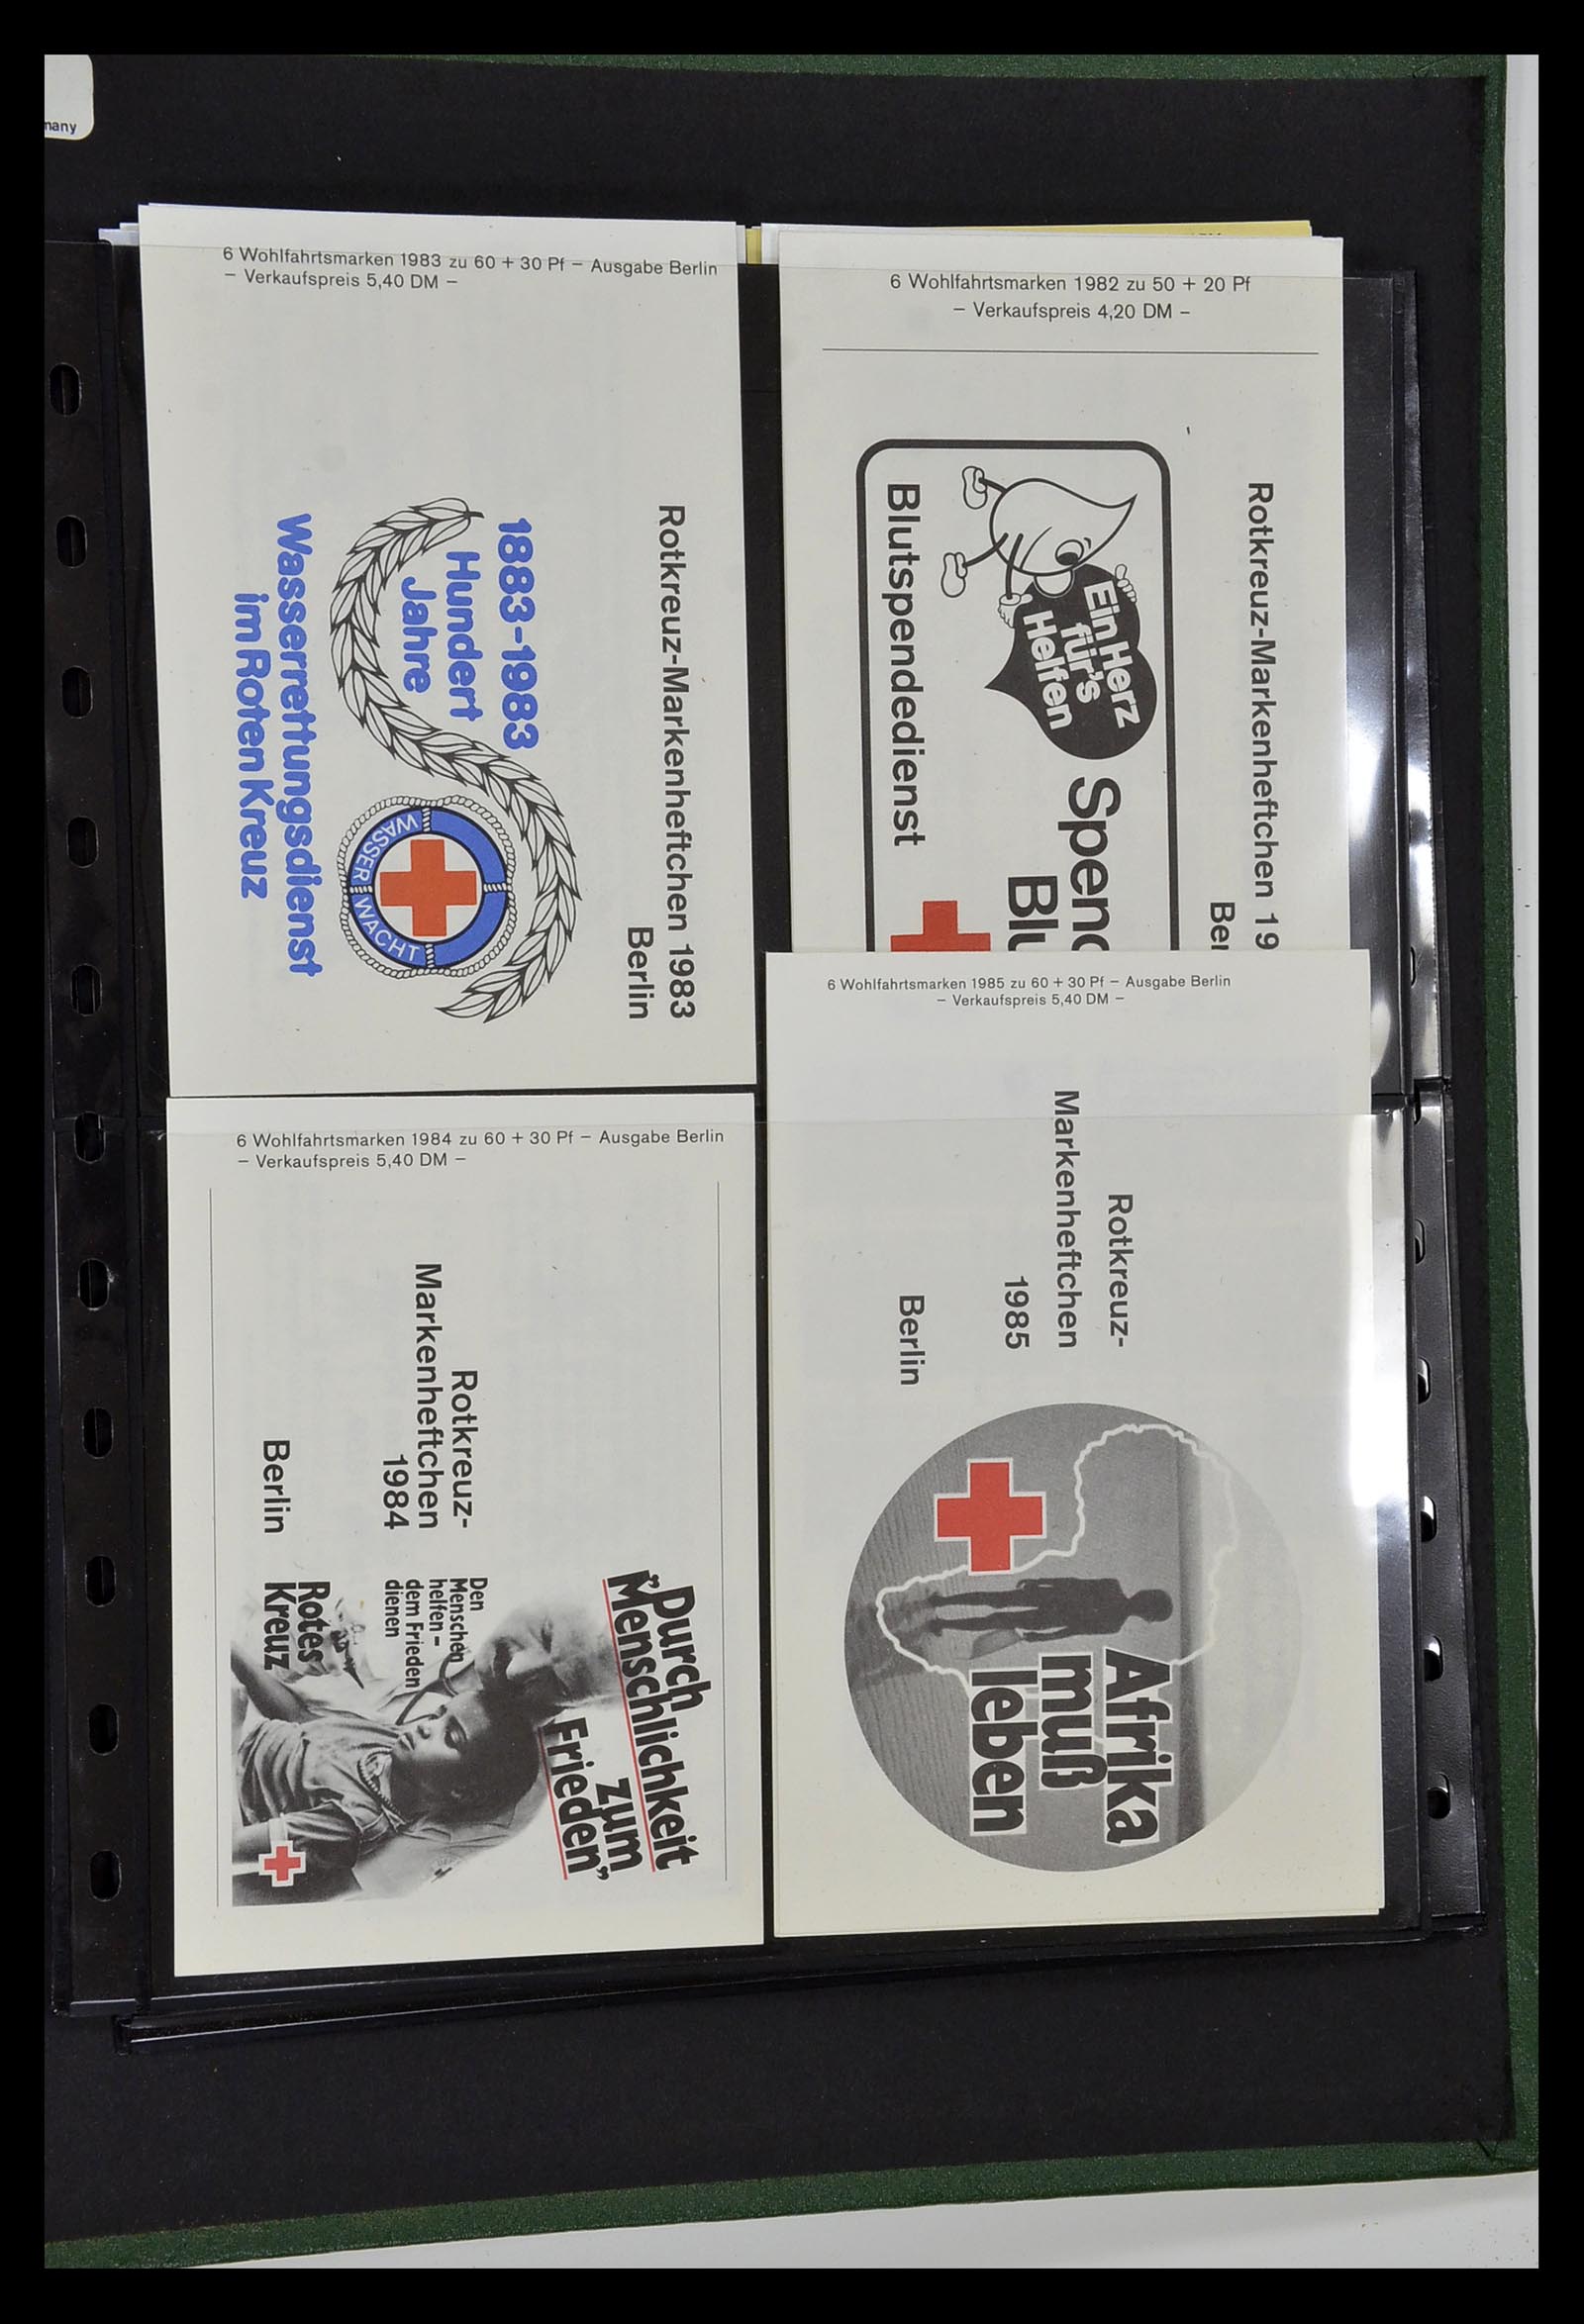 many
6 Wohlfahrtsmarken 1983 zu 60 + 30 Pf – Ausgabe Berlin
– Verkaufspreis 5,40 DM –
Rotkreuz-Markenheftchen 1983
Berlin
1883-1983
Hundert
Jahre
Wasserrettungsdienst
im Roten Kreuz
WASSER WACHT
6 Wohlfahrtsmarken 1982 zu 50 + 20 Pf
– Verkaufspreis 4,20 DM –
Rotkreuz-Markenheftchen 19
Ber
Ein Herz
für's
Helfen
Spend
Blu
Blutspendedienst
6 Wohlfahrtsmarken 1984 zu 60 + 30 Pf – Ausgabe Berlin
– Verkaufspreis 5,40 DM –
Rotkreuz-
Markenheftchen
1984
Berlin
„Durch
Menschlichkeit
zum
Frieden”
Den
Menschen
helfen –
dem Frieden
dienen
Rotes
Kreuz
6 Wohlfahrtsmarken 1985 zu 60 + 30 Pf – Ausgabe Berlin
– Verkaufspreis 5,40 DM –
Rotkreuz-
Markenheftchen
1985
Berlin
Afrika
muß
leben